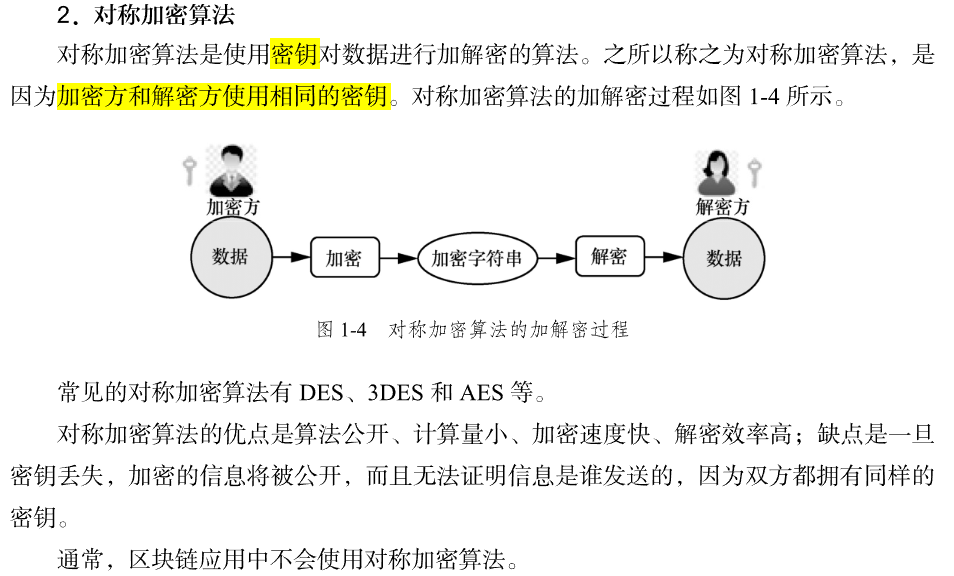 2．对称加密算法
对称加密算法是使用密钥对数据进行加解密的算法。之所以称之为对称加密算法，是
因为加密方和解密方使用相同的密钥。对称加密算法的加解密过程如图 1-4 所示。
加密方
解密方
数据
加密
加密字符串
解密
数据
图 1-4　对称加密算法的加解密过程
常见的对称加密算法有 DES、3DES 和 AES 等。
对称加密算法的优点是算法公开、计算量小、加密速度快、解密效率高；缺点是一旦
密钥丢失，加密的信息将被公开，而且无法证明信息是谁发送的，因为双方都拥有同样的
密钥。
通常，区块链应用中不会使用对称加密算法。